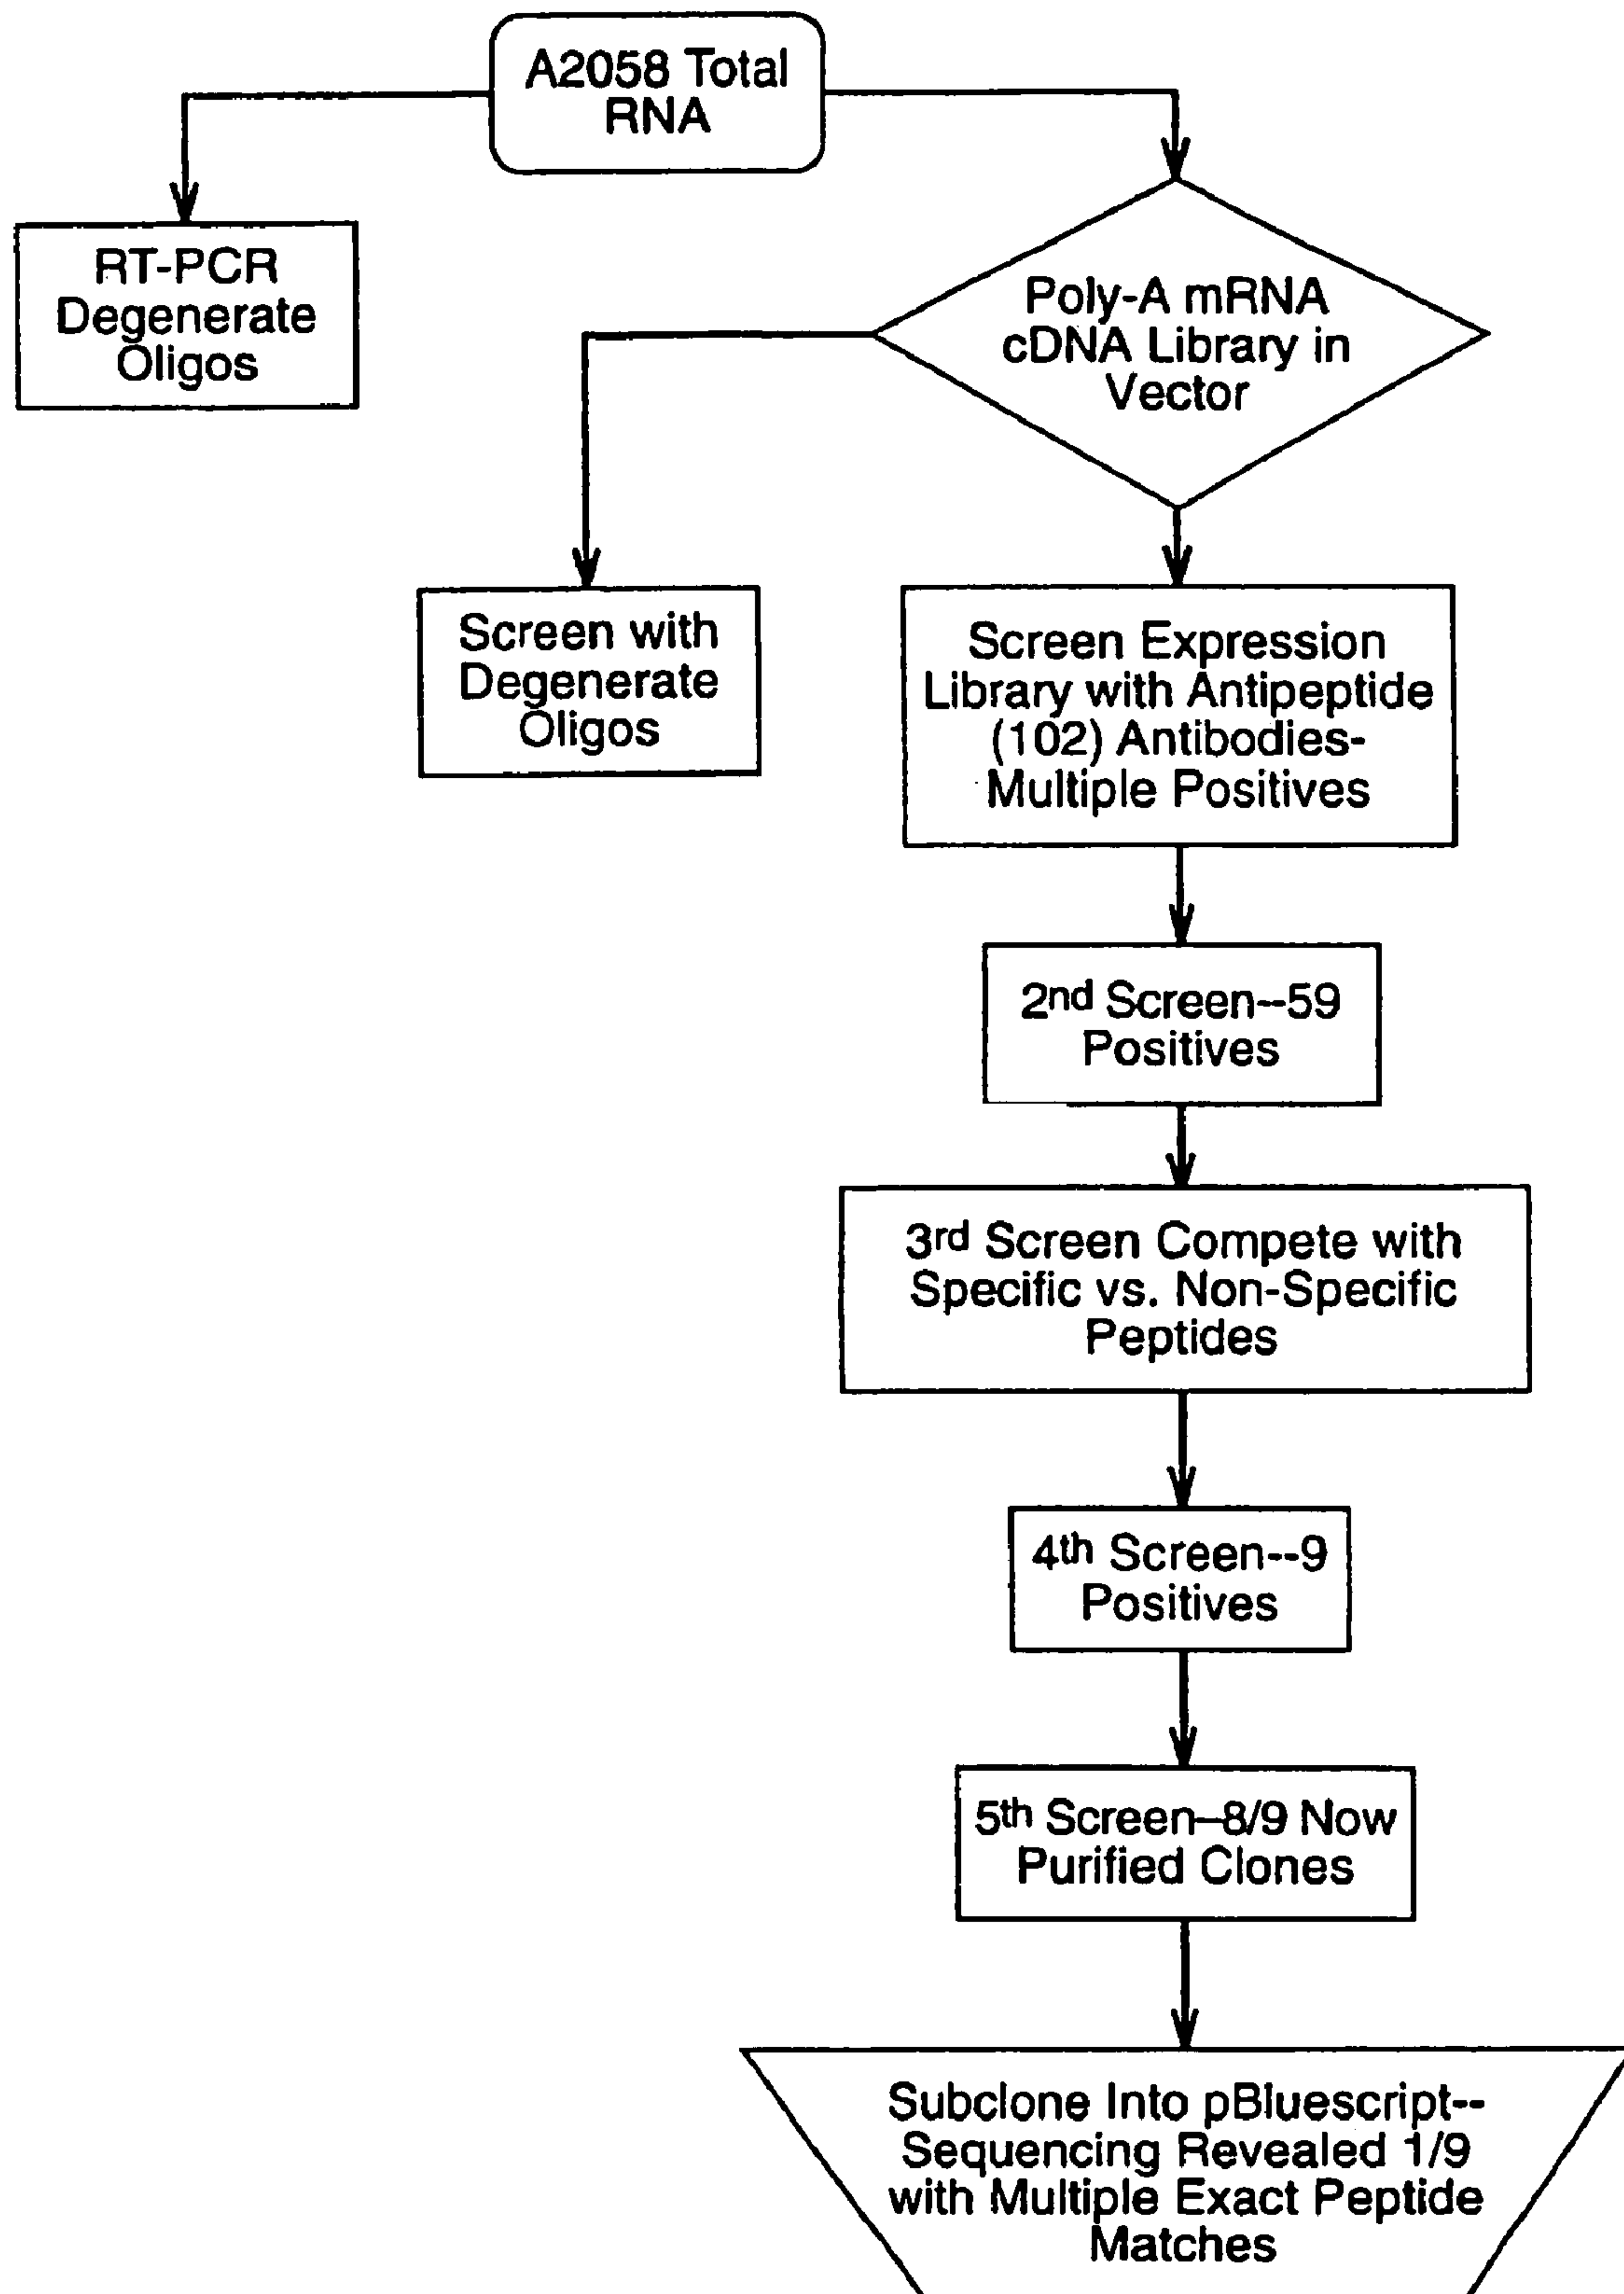 A2058 Total
RNA
RT-PCR
Degenerate
Oligos
Poly-A mRNA
cDNA Library in
Vector
Screen with
Degenerate
Oligos
Screen Expression
Library with Antipeptide
(102) Antibodies-
Multiple Positives
2nd Screen--59
Positives
3rd Screen Compete with
Specific vs. Non-Specific
Peptides
4th Screen--9
Positives
5th Screen--8/9 Now
Purified Clones
Subclone Into pBluescript--
Sequencing Revealed 1/9
with Multiple Exact Peptide
Matches